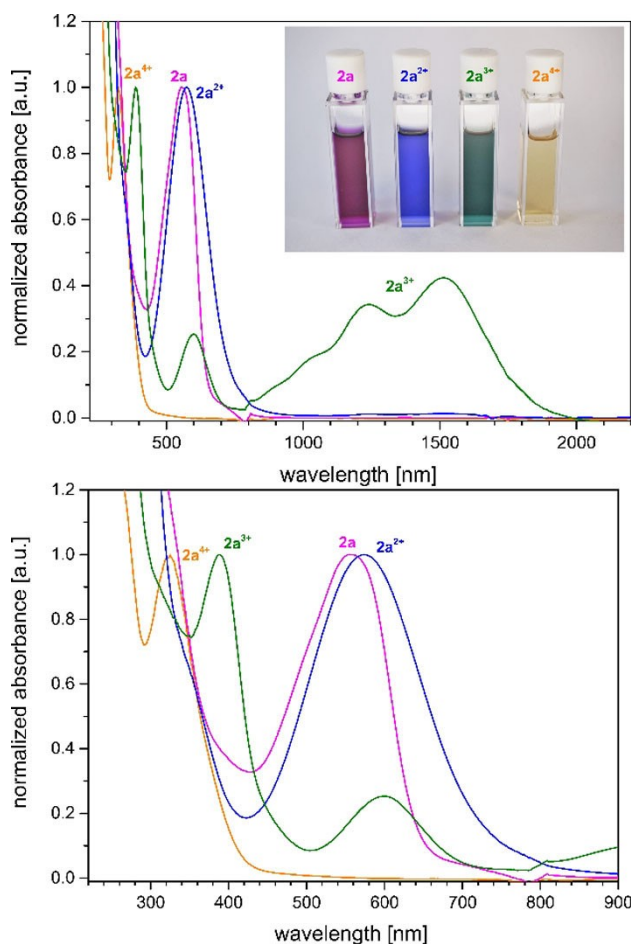 1.2
1.0
0.8
0.6
0.4
0.2
0.0
normalized absorbance [a.u.]
2a⁴⁺
2a
2a²⁺
2a 2a²⁺ 2a³⁺ 2a⁴⁺
2a³⁺
500 1000 1500 2000
wavelength [nm]
1.2
1.0
0.8
0.6
0.4
0.2
0.0
normalized absorbance [a.u.]
2a⁴⁺
2a³⁺
2a
2a²⁺
300 400 500 600 700 800 900
wavelength [nm]